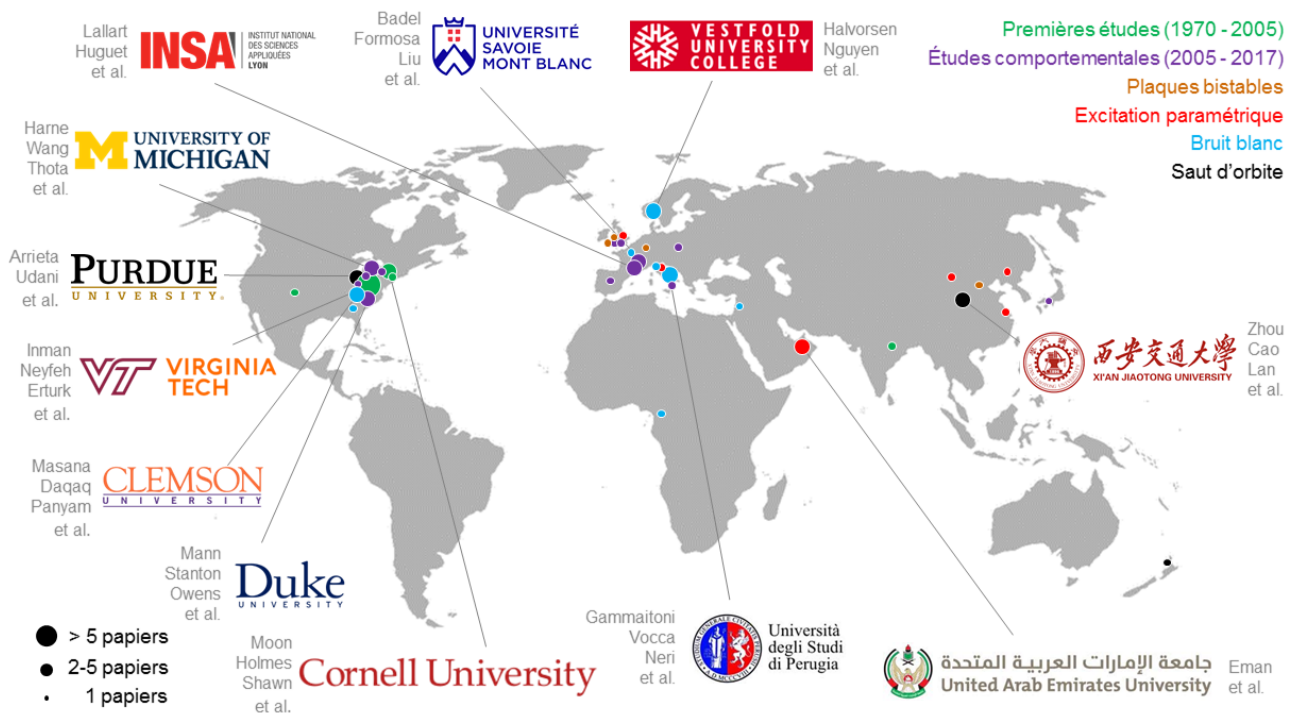 Lallart
Huguet
et al.
INSA
INSTITUT NATIONAL
DES SCIENCES
APPLIQUÉES
LYON
Badel
Formosa
Liu
et al.
UNIVERSITÉ
SAVOIE
MONT BLANC
VESTFOLD
UNIVERSITY
COLLEGE
Halvorsen
Nguyen
et al.
Premières études (1970 - 2005)
Études comportementales (2005 - 2017)
Plaques bistables
Excitation paramétrique
Bruit blanc
Saut d'orbite
Harne
Wang
Thota
et al.
M
UNIVERSITY OF
MICHIGAN
Arrieta
Udani
et al.
PURDUE
UNIVERSITY
Inman
Neyfeh
Erturk
et al.
VT
VIRGINIA
TECH
西安交通大學
XI'AN JIAOTONG UNIVERSITY
Zhou
Cao
Lan
et al.
Masana
Daqaq
Panyam
et al.
CLEMSON
UNIVERSITY
Mann
Stanton
Owens
et al.
Duke
UNIVERSITY
Moon
Holmes
Shawn
et al.
Cornell University
Gammaitoni
Vocca
Neri
et al.
Università
degli Studi
di Perugia
جامعة الإمارات العربية المتحدة
United Arab Emirates University
Eman
et al.
> 5 papiers
2-5 papiers
1 papiers